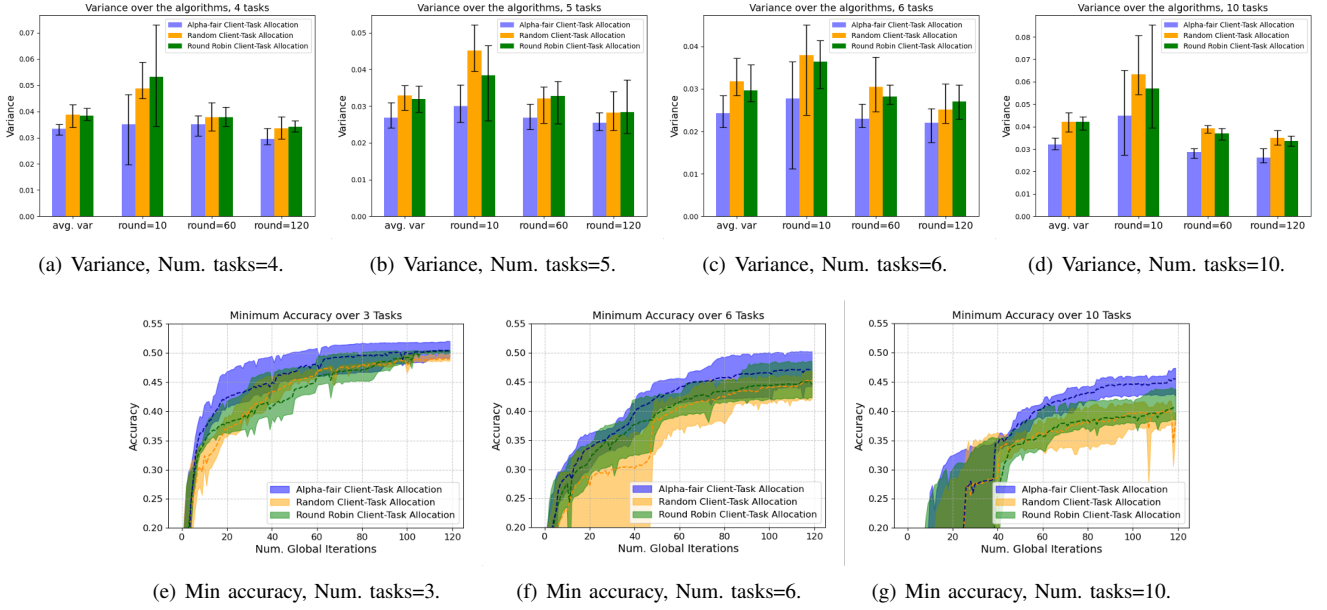 Variance over the algorithms, 4 tasks
Alpha-fair Client-Task Allocation
Random Client-Task Allocation
Round Robin Client-Task Allocation
Variance
0.07
0.06
0.05
0.04
0.03
0.02
0.01
0.00
avg. var round=10 round=60 round=120
(a) Variance, Num. tasks=4.
Variance over the algorithms, 5 tasks
Alpha-fair Client-Task Allocation
Random Client-Task Allocation
Round Robin Client-Task Allocation
Variance
0.05
0.04
0.03
0.02
0.01
0.00
avg. var round=10 round=60 round=120
(b) Variance, Num. tasks=5.
Variance over the algorithms, 6 tasks
Alpha-fair Client-Task Allocation
Random Client-Task Allocation
Round Robin Client-Task Allocation
Variance
0.04
0.03
0.02
0.01
0.00
avg. var round=10 round=60 round=120
(c) Variance, Num. tasks=6.
Variance over the algorithms, 10 tasks
Alpha-fair Client-Task Allocation
Random Client-Task Allocation
Round Robin Client-Task Allocation
Variance
0.09
0.08
0.07
0.06
0.05
0.04
0.03
0.02
0.01
0.00
avg. var round=10 round=60 round=120
(d) Variance, Num. tasks=10.
Minimum Accuracy over 3 Tasks
Accuracy
0.55
0.50
0.45
0.40
0.35
0.30
0.25
0.20
Alpha-fair Client-Task Allocation
Random Client-Task Allocation
Round Robin Client-Task Allocation
0 20 40 60 80 100 120
Num. Global Iterations
(e) Min accuracy, Num. tasks=3.
Minimum Accuracy over 6 Tasks
Accuracy
0.55
0.50
0.45
0.40
0.35
0.30
0.25
0.20
Alpha-fair Client-Task Allocation
Random Client-Task Allocation
Round Robin Client-Task Allocation
0 20 40 60 80 100 120
Num. Global Iterations
(f) Min accuracy, Num. tasks=6.
Minimum Accuracy over 10 Tasks
Accuracy
0.55
0.50
0.45
0.40
0.35
0.30
0.25
0.20
Alpha-fair Client-Task Allocation
Random Client-Task Allocation
Round Robin Client-Task Allocation
0 20 40 60 80 100 120
Num. Global Iterations
(g) Min accuracy, Num. tasks=10.